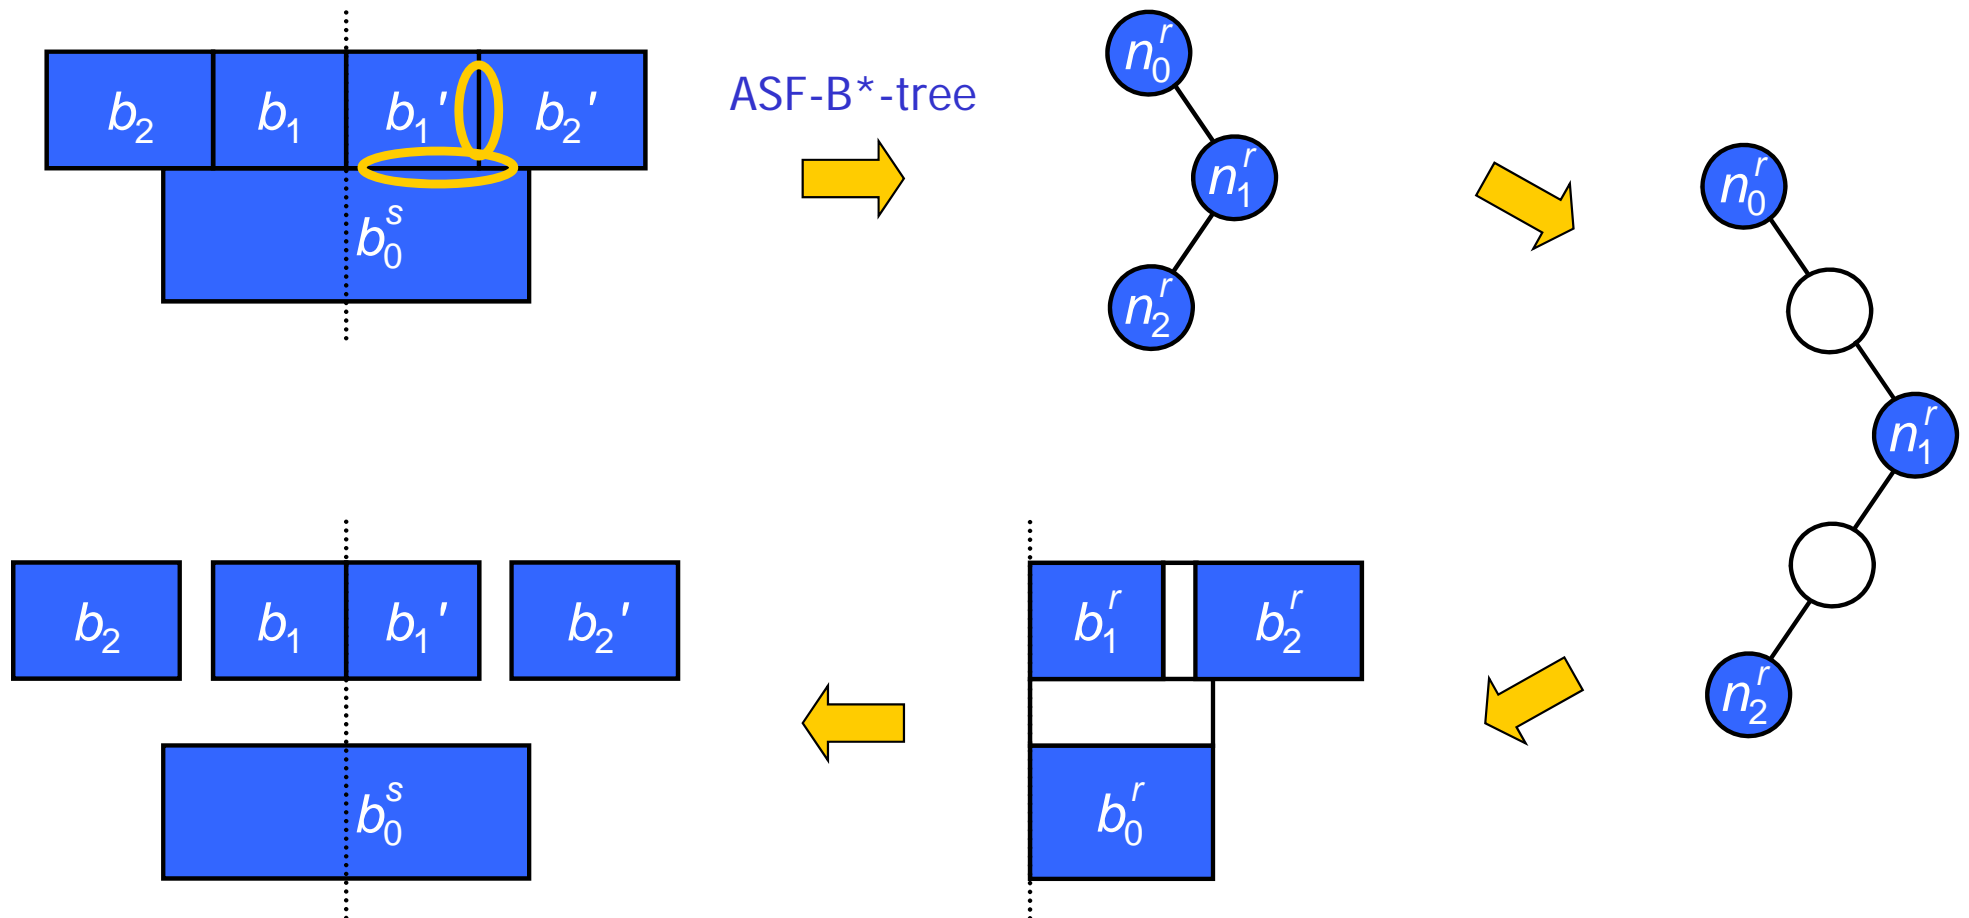 b₂ b₁ b₁' b₂'
b₀ˢ
ASF-B*-tree
n₀ʳ
n₁ʳ
n₂ʳ
n₀ʳ
n₁ʳ
n₂ʳ
b₂ b₁ b₁' b₂'
b₀ˢ
b₁ʳ b₂ʳ
b₀ʳ